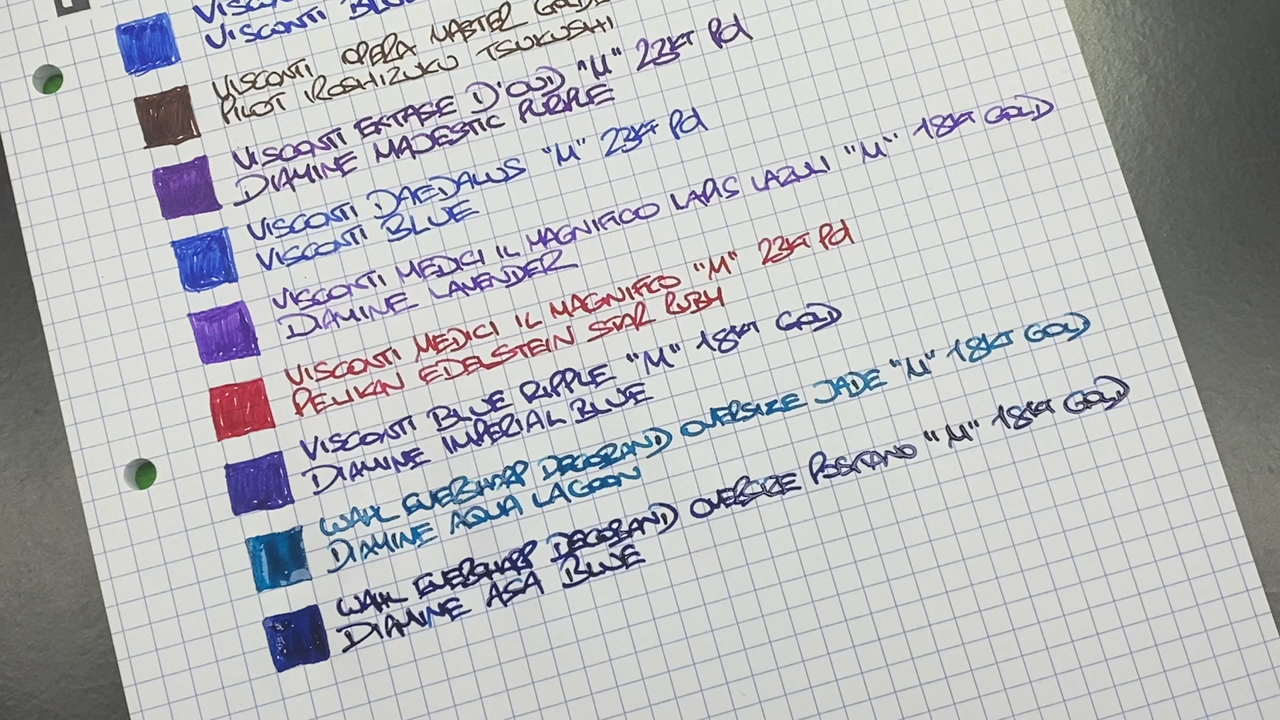 VISCONTI BLUE
VISCONTI OPERA MASTER
PILOT IROSHIZUKU TSUKUSHI
VISCONTI EXTASE D'OUD "M" 23KT Pd
DIAMINE MAJESTIC PURPLE
VISCONTI DAEDALUS "M" 23KT Pd
VISCONTI BLUE
VISCONTI MEDICI IL MAGNIFICO LAPIS LAZULI "M" 18KT GOLD
DIAMINE LAVENDER
VISCONTI MEDICI IL MAGNIFICO "M" 23KT Pd
PELIKAN EDELSTEIN STAR RUBY
VISCONTI BLUE RIPPLE "M" 18KT GOLD
DIAMINE IMPERIAL BLUE
WAHL EVERSHARP DECOBAND OVERSIZE JADE "M" 18KT GOLD
DIAMINE AQUA LAGOON
WAHL EVERSHARP DECOBAND OVERSIZE POSITANO "M" 18KT GOLD
DIAMINE ASA BLUE